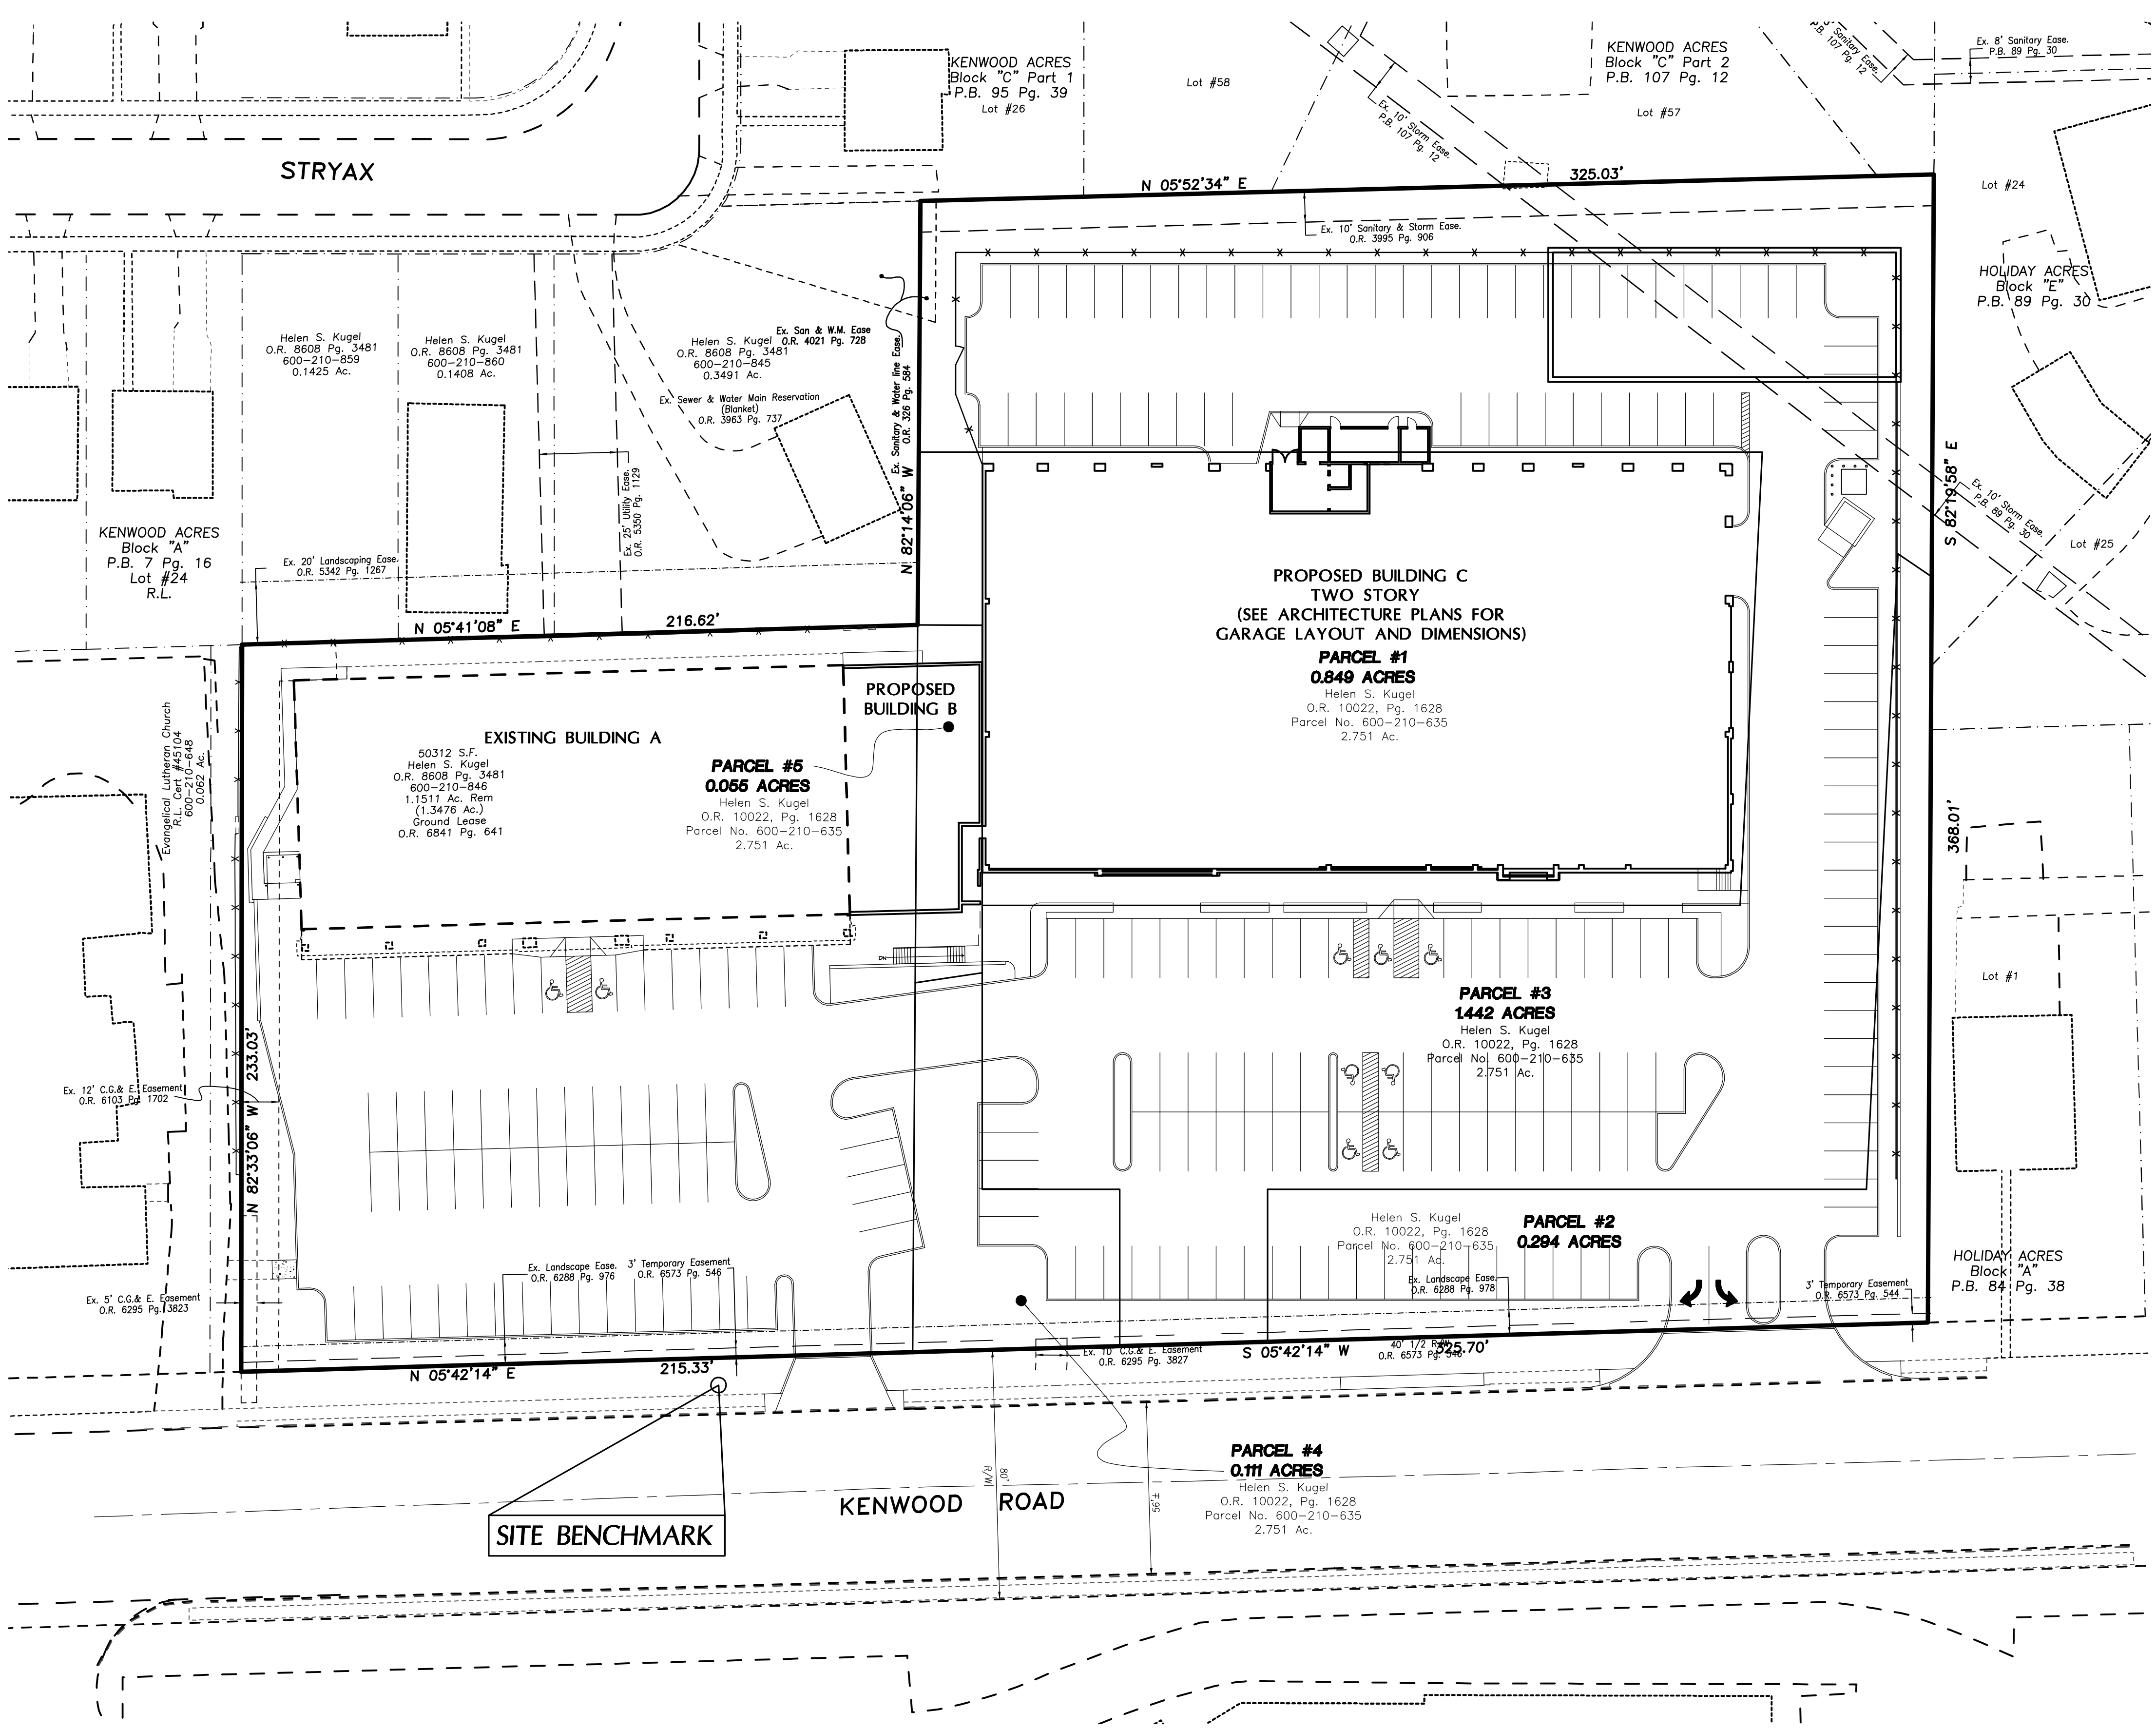 STRYAX
KENWOOD ACRES
Block "C" Part 1
P.B. 95 Pg. 39
Lot #26
Lot #58
Ex. 10' Storm Ease.
P.B. 107 Pg. 12
KENWOOD ACRES
Block "C" Part 2
P.B. 107 Pg. 12
Lot #57
Sanitary Ease.
P.B. 107 Pg. 12
Ex. 8' Sanitary Ease.
P.B. 89 Pg. 30
Lot #24
HOLIDAY ACRES
Block "E"
P.B. 89 Pg. 30
N 05°52'34" E
325.03'
Ex. 10' Sanitary & Storm Ease.
O.R. 3995 Pg. 906
Helen S. Kugel
O.R. 8608 Pg. 3481
600-210-859
0.1425 Ac.
Helen S. Kugel
O.R. 8608 Pg. 3481
600-210-860
0.1408 Ac.
Ex. San & W.M. Ease
O.R. 4021 Pg. 728
Helen S. Kugel
O.R. 8608 Pg. 3481
600-210-845
0.3491 Ac.
Ex. Sewer & Water Main Reservation
(Blanket)
O.R. 3963 Pg. 737
Ex. Sanitary & Water line Ease.
O.R. 326 Pg. 584
N 82°14'06" W
Ex. 25' Utility Ease.
O.R. 5350 Pg. 1129
KENWOOD ACRES
Block "A"
P.B. 7 Pg. 16
Lot #24
R.L.
Ex. 20' Landscaping Ease.
O.R. 5342 Pg. 1267
N 05°41'08" E
216.62'
S 82°19'58" E
368.01'
Ex. 10' Storm Ease.
P.B. 89 Pg. 30
Lot #25
PROPOSED BUILDING C
TWO STORY
(SEE ARCHITECTURE PLANS FOR
GARAGE LAYOUT AND DIMENSIONS)
PARCEL #1
0.849 ACRES
Helen S. Kugel
O.R. 10022, Pg. 1628
Parcel No. 600-210-635
2.751 Ac.
PROPOSED
BUILDING B
EXISTING BUILDING A
50312 S.F.
Helen S. Kugel
O.R. 8608 Pg. 3481
600-210-846
1.1511 Ac. Rem
(1.3476 Ac.)
Ground Lease
O.R. 6841 Pg. 641
PARCEL #5
0.055 ACRES
Helen S. Kugel
O.R. 10022, Pg. 1628
Parcel No. 600-210-635
2.751 Ac.
Evangelical Lutheran Church
R.L. Cert #45104
600-210-648
0.062 Ac.
DN
PARCEL #3
1.442 ACRES
Helen S. Kugel
O.R. 10022, Pg. 1628
Parcel No. 600-210-635
2.751 Ac.
Lot #1
Ex. 12' C.G.& E. Easement
O.R. 6103 Pg. 1702
N 82°33'06" W
233.03'
Helen S. Kugel
O.R. 10022, Pg. 1628
Parcel No. 600-210-635
2.751 Ac.
PARCEL #2
0.294 ACRES
HOLIDAY ACRES
Block "A"
P.B. 84 Pg. 38
Ex. 5' C.G.& E. Easement
O.R. 6295 Pg. 3823
Ex. Landscape Ease.
O.R. 6288 Pg. 976
3' Temporary Easement
O.R. 6573 Pg. 546
Ex. Landscape Ease.
O.R. 6288 Pg. 978
3' Temporary Easement
O.R. 6573 Pg. 544
N 05°42'14" E
215.33'
Ex. 10' C.G.& E. Easement
O.R. 6295 Pg. 3827
S 05°42'14" W
40' 1/2
O.R. 6573 Pg. 546
325.70'
80'
R/W
56'±
PARCEL #4
0.111 ACRES
Helen S. Kugel
O.R. 10022, Pg. 1628
Parcel No. 600-210-635
2.751 Ac.
KENWOOD ROAD
SITE BENCHMARK